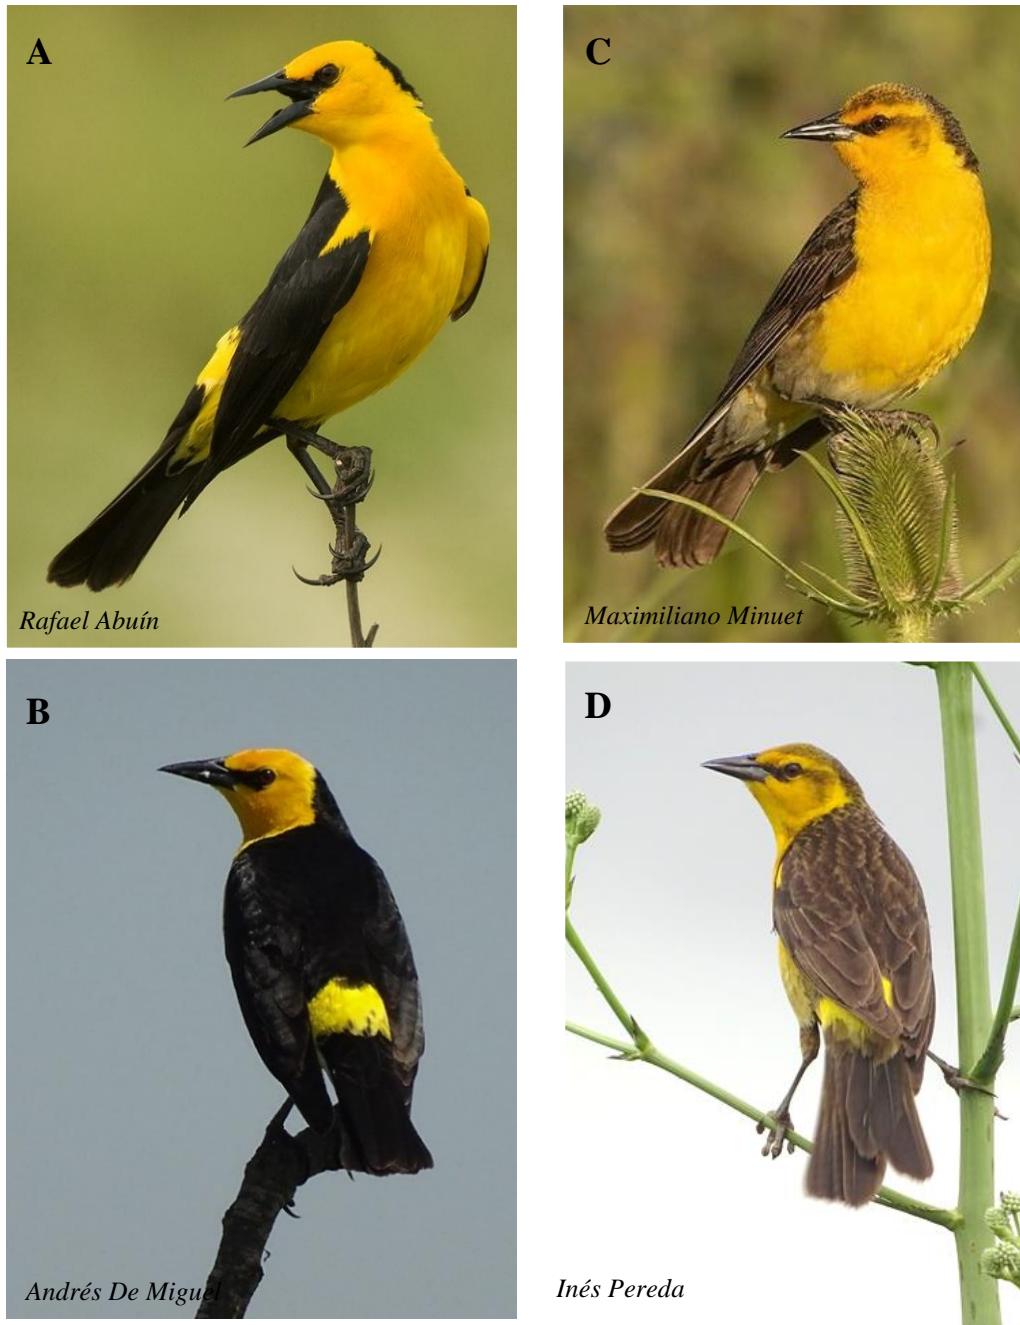 A
Rafael Abuín
C
Maximiliano Minuet
B
Andrés De Miguel
D
Inés Pereda